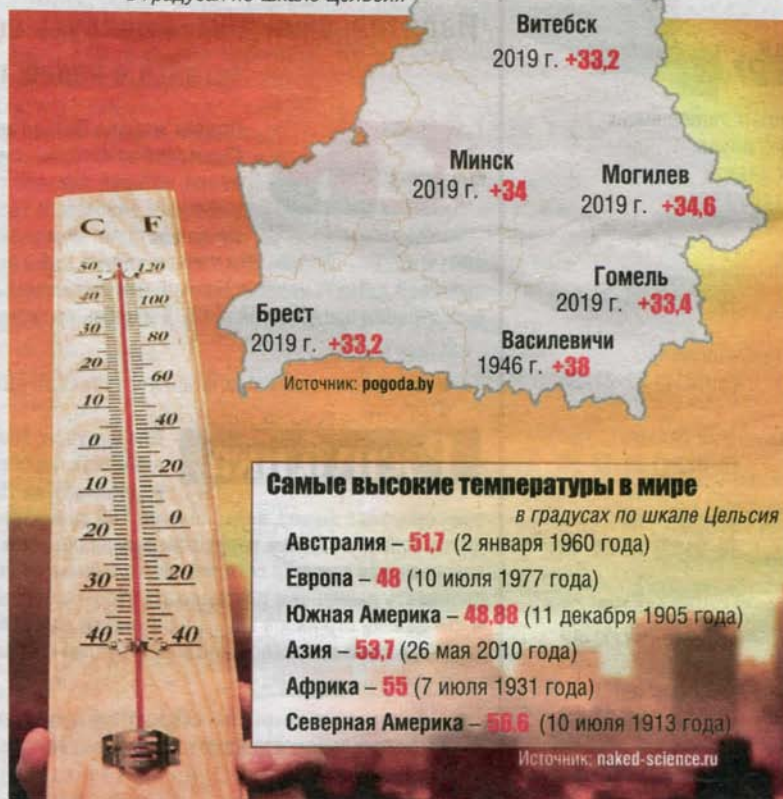 в градусах по шкале Цельсия
Витебск
2019 г. +33,2
Минск
2019 г. +34
Могилев
2019 г. +34,6
Гомель
2019 г. +33,4
Брест
2019 г. +33,2
Василевичи
1946 г. +38
Источник: pogoda.by
C F
50 120
40 100
30 80
20 60
10 40
0 20
10 0
20 20
30 40
40
Самые высокие температуры в мире
в градусах по шкале Цельсия
Австралия – 51,7 (2 января 1960 года)
Европа – 48 (10 июля 1977 года)
Южная Америка – 48,88 (11 декабря 1905 года)
Азия – 53,7 (26 мая 2010 года)
Африка – 55 (7 июля 1931 года)
Северная Америка – 56.6 (10 июля 1913 года)
Источник: naked-science.ru